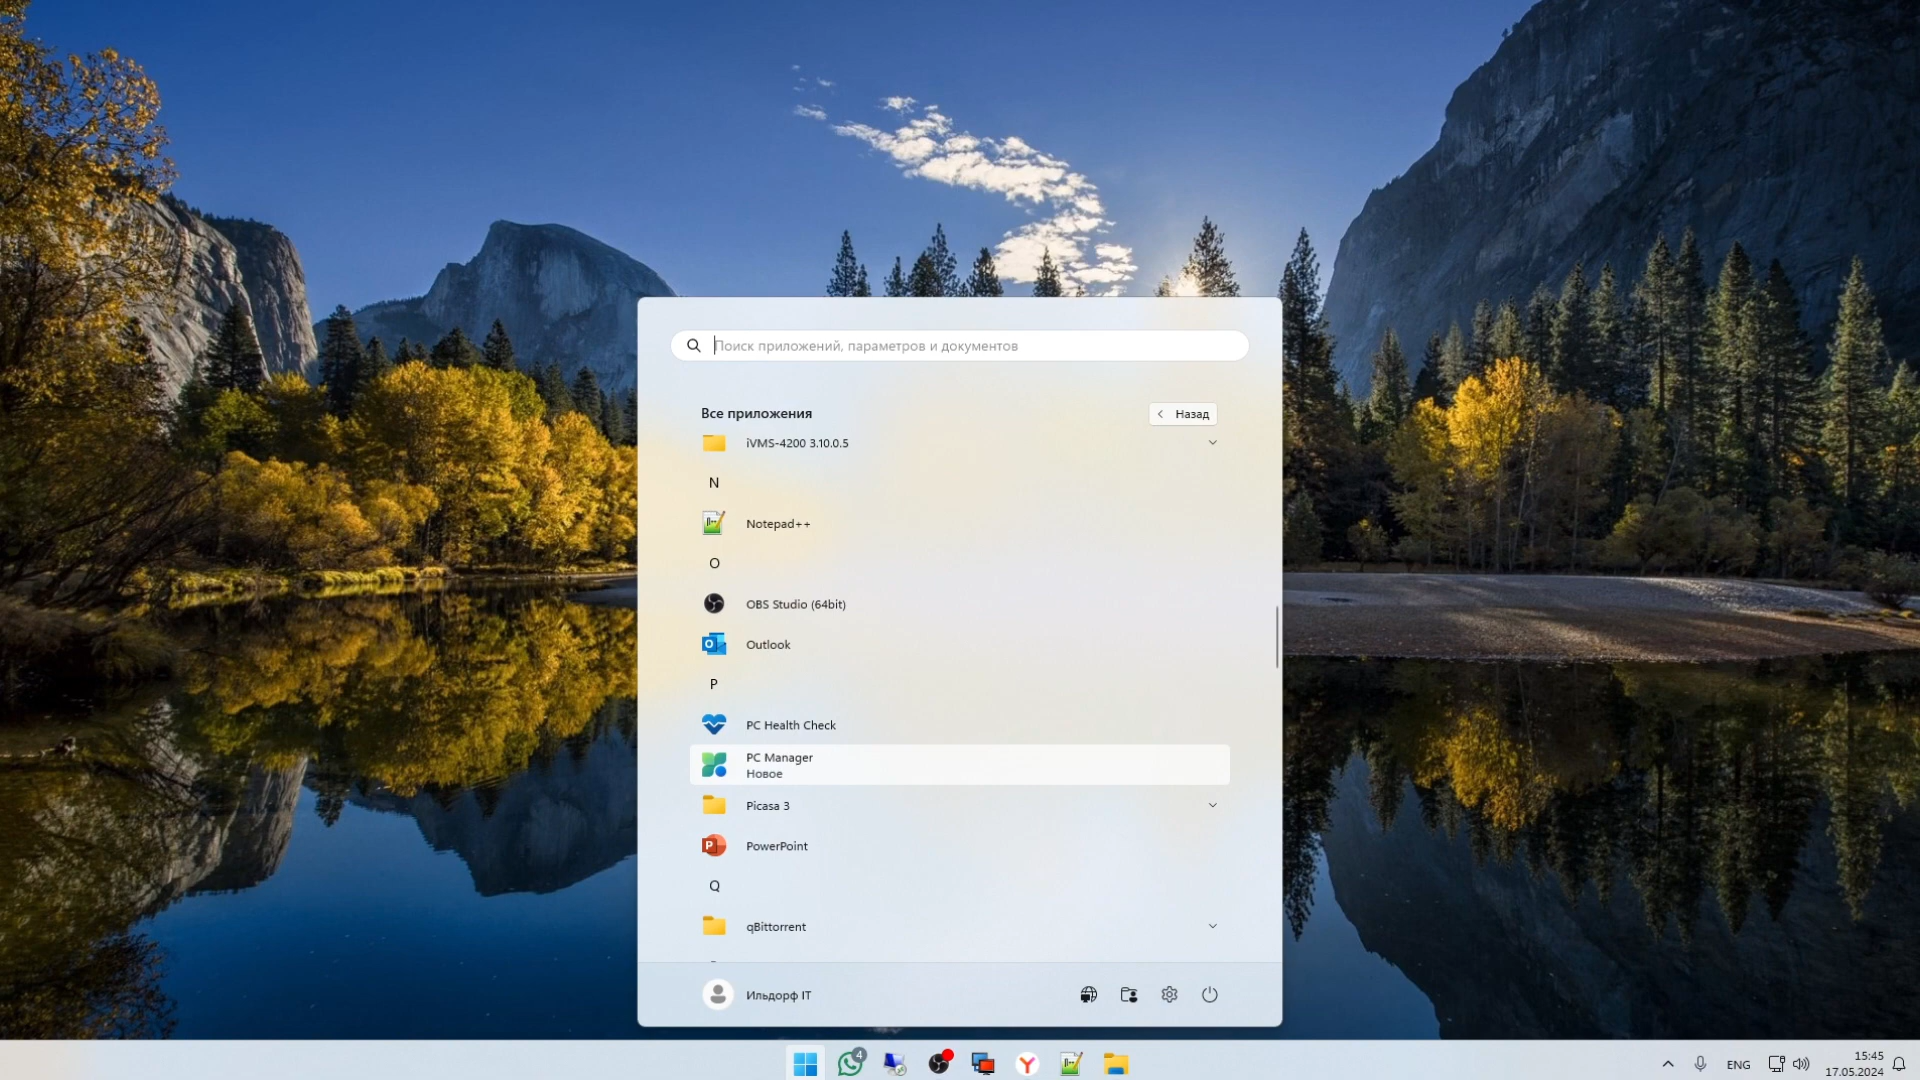 Поиск приложений, параметров и документов
Все приложения
Назад
iVMS-4200 3.10.0.5
N
Notepad++
O
OBS Studio (64bit)
Outlook
P
PC Health Check
PC Manager
Новое
Picasa 3
PowerPoint
Q
qBittorrent
Ильдорф IT
4
ENG
15:45
17.05.2024